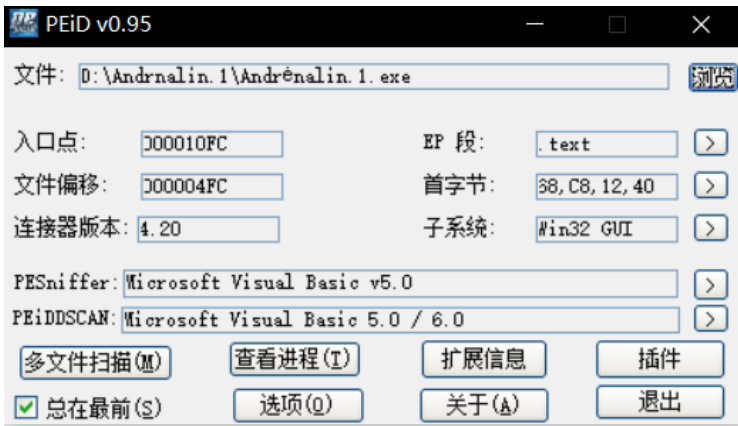 PEiD v0.95
文件: D:\Andrnalin.1\Andrénalin.1.exe 浏览
入口点: 000010FC EP 段: .text >
文件偏移: 000004FC 首字节: 68,C8,12,40 >
连接器版本: 4.20 子系统: Win32 GUI >
PESniffer: Microsoft Visual Basic v5.0 >
PEiDDSCAN: Microsoft Visual Basic 5.0 / 6.0 >
多文件扫描(M) 查看进程(T) 扩展信息 插件
总在最前(S) 选项(O) 关于(A) 退出